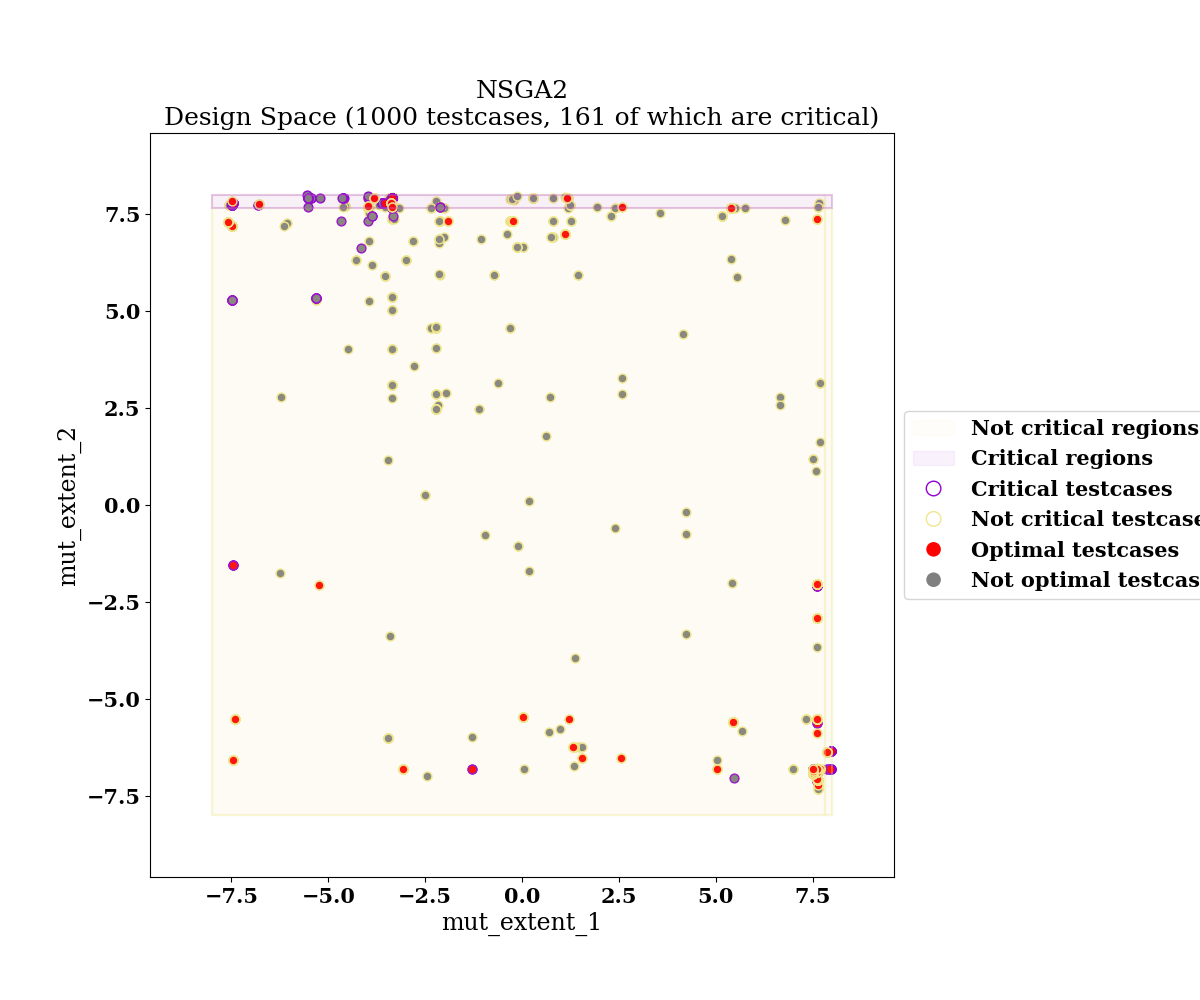 NSGA2
Design Space (1000 testcases, 161 of which are critical)
7.5
5.0
2.5
0.0
−2.5
−5.0
−7.5
mut_extent_2
−7.5 −5.0 −2.5 0.0 2.5 5.0 7.5
mut_extent_1
Not critical regions
Critical regions
Critical testcases
Not critical testcase
Optimal testcases
Not optimal testcas